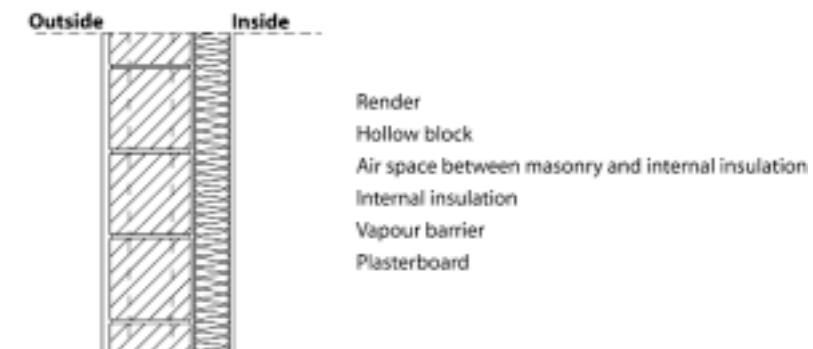 Outside Inside
Render
Hollow block
Air space between masonry and internal insulation
Internal insulation
Vapour barrier
Plasterboard